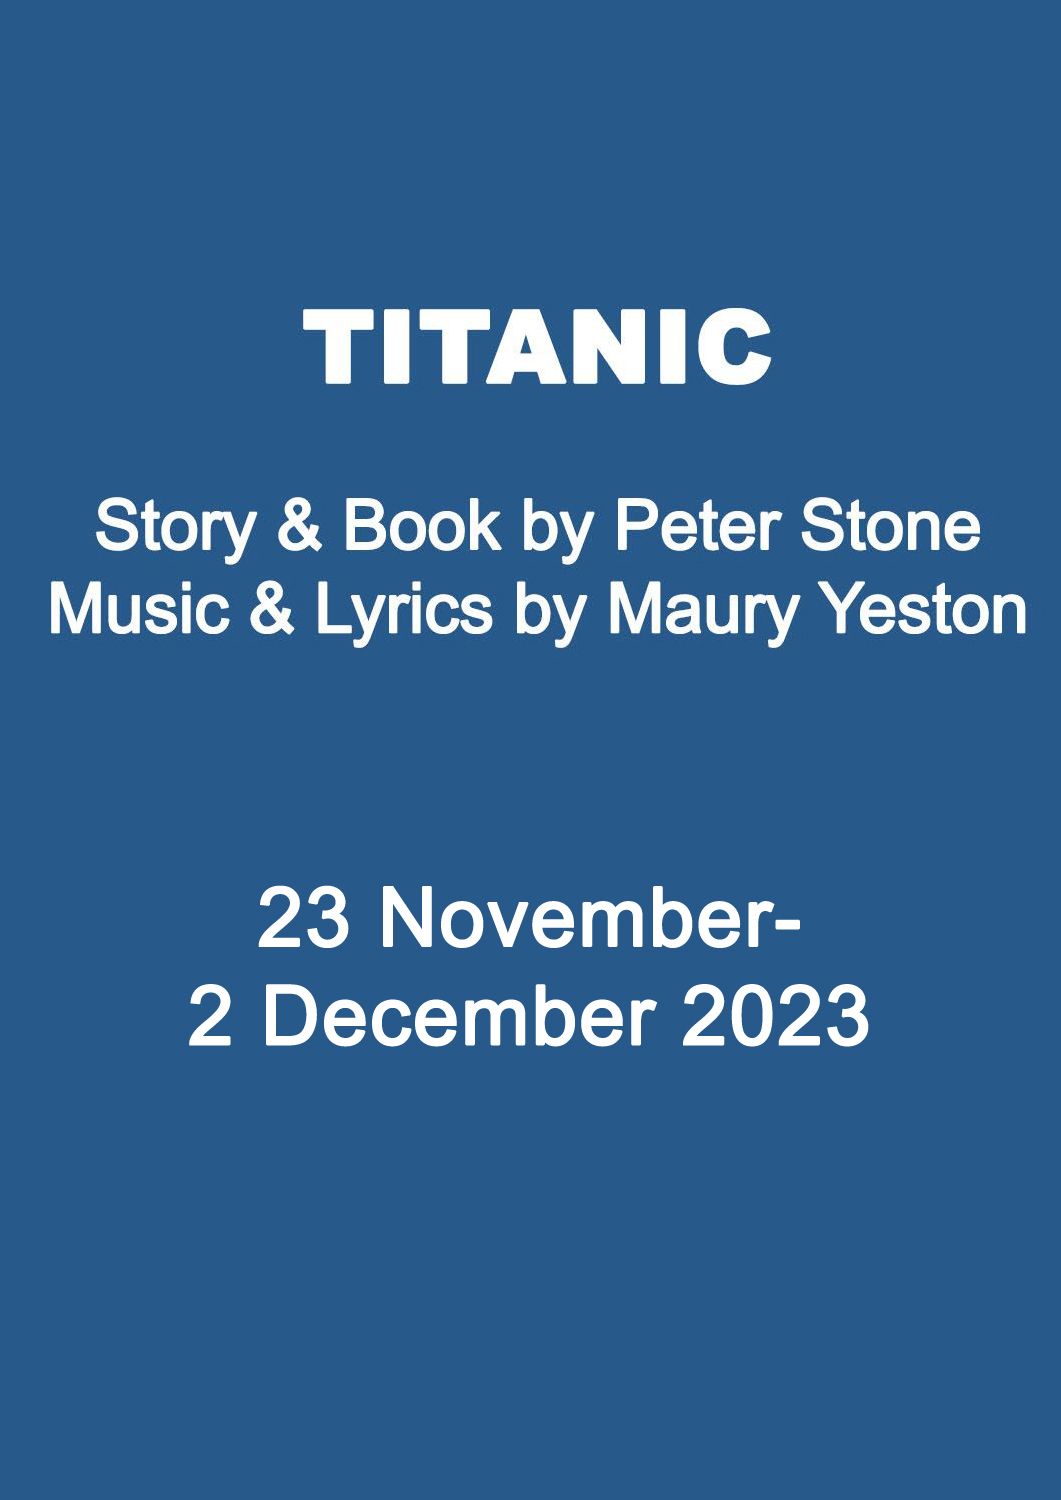 TITANIC
Story & Book by Peter Stone
Music & Lyrics by Maury Yeston
23 November-
2 December 2023